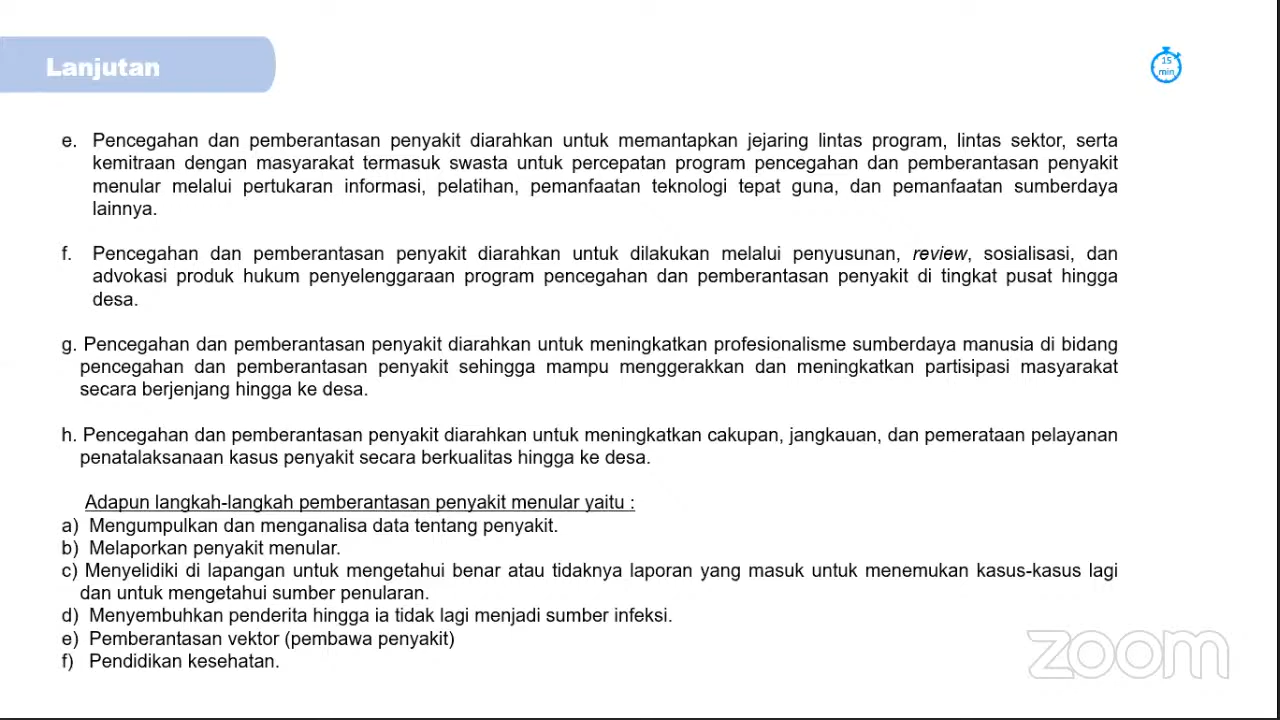 Lanjutan
15
min
e. Pencegahan dan pemberantasan penyakit diarahkan untuk memantapkan jejaring lintas program, lintas sektor, serta
kemitraan dengan masyarakat termasuk swasta untuk percepatan program pencegahan dan pemberantasan penyakit
menular melalui pertukaran informasi, pelatihan, pemanfaatan teknologi tepat guna, dan pemanfaatan sumberdaya
lainnya.
f. Pencegahan dan pemberantasan penyakit diarahkan untuk dilakukan melalui penyusunan, review, sosialisasi, dan
advokasi produk hukum penyelenggaraan program pencegahan dan pemberantasan penyakit di tingkat pusat hingga
desa.
g. Pencegahan dan pemberantasan penyakit diarahkan untuk meningkatkan profesionalisme sumberdaya manusia di bidang
pencegahan dan pemberantasan penyakit sehingga mampu menggerakkan dan meningkatkan partisipasi masyarakat
secara berjenjang hingga ke desa.
h. Pencegahan dan pemberantasan penyakit diarahkan untuk meningkatkan cakupan, jangkauan, dan pemerataan pelayanan
penatalaksanaan kasus penyakit secara berkualitas hingga ke desa.
Adapun langkah-langkah pemberantasan penyakit menular yaitu :
a) Mengumpulkan dan menganalisa data tentang penyakit.
b) Melaporkan penyakit menular.
c) Menyelidiki di lapangan untuk mengetahui benar atau tidaknya laporan yang masuk untuk menemukan kasus-kasus lagi
dan untuk mengetahui sumber penularan.
d) Menyembuhkan penderita hingga ia tidak lagi menjadi sumber infeksi.
e) Pemberantasan vektor (pembawa penyakit)
f) Pendidikan kesehatan.
zoom